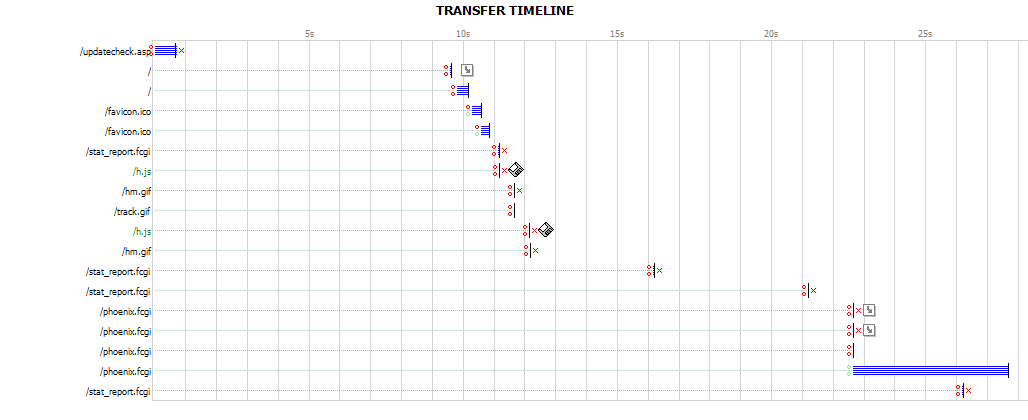 TRANSFER TIMELINE
5s 10s 15s 20s 25s
/updatecheck.asp
/
/
/favicon.ico
/favicon.ico
/stat_report.fcgi
/h.js
/hm.gif
/track.gif
/h.js
/hm.gif
/stat_report.fcgi
/stat_report.fcgi
/phoenix.fcgi
/phoenix.fcgi
/phoenix.fcgi
/phoenix.fcgi
/stat_report.fcgi